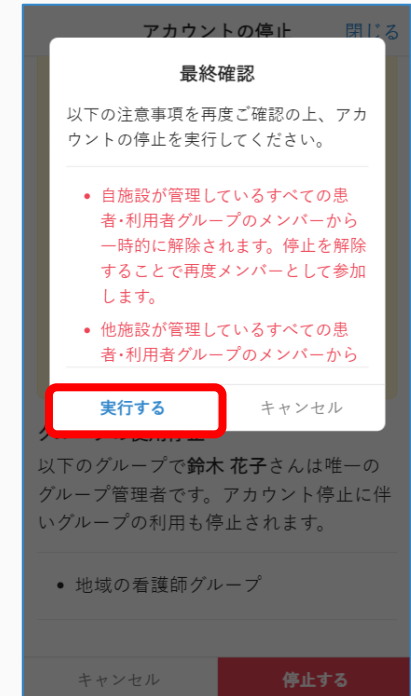 アカウントの停止
閉じる
最終確認
以下の注意事項を再度ご確認の上、アカ
ウントの停止を実行してください。
• 自施設が管理しているすべての患
者・利用者グループのメンバーから
一時的に解除されます。停止を解除
することで再度メンバーとして参加
します。
• 他施設が管理しているすべての患
者・利用者グループのメンバーから
実行する
キャンセル
以下のグループで鈴木 花子さんは唯一の
グループ管理者です。アカウント停止に伴
いグループの利用も停止されます。
• 地域の看護師グループ
キャンセル
停止する